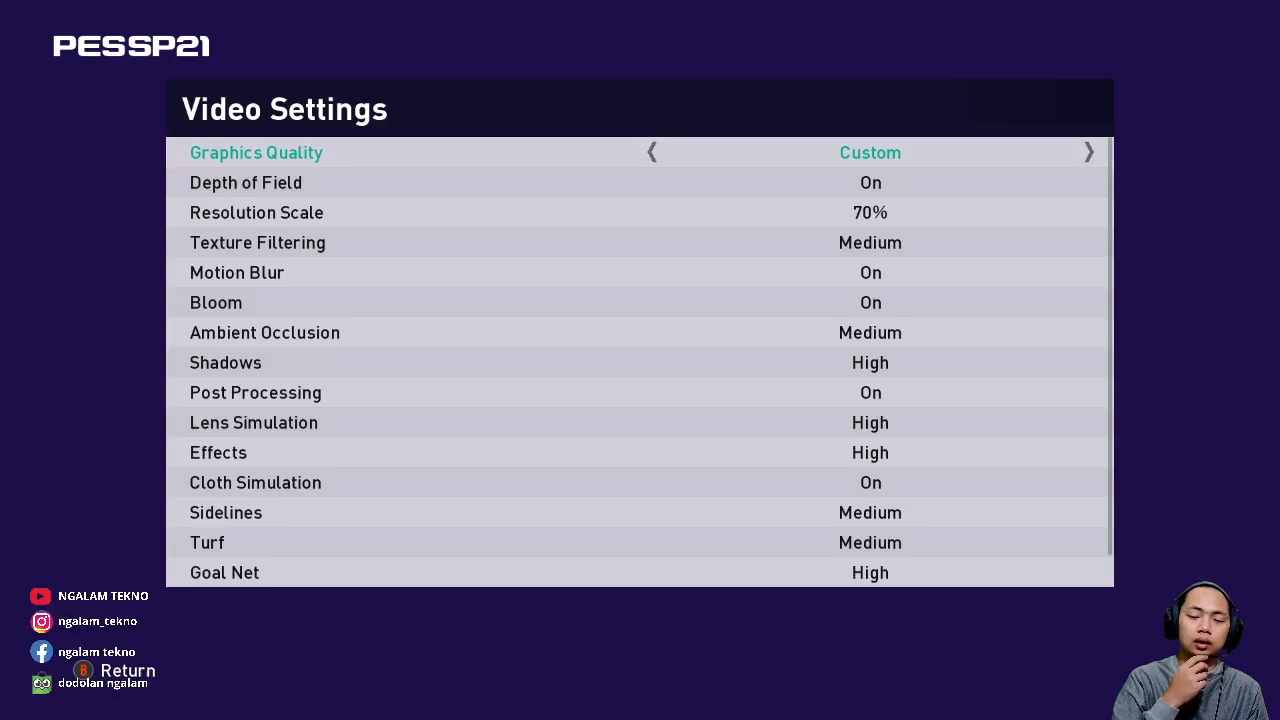 PESSP21
Video Settings
Graphics Quality Custom
Depth of Field On
Resolution Scale 70%
Texture Filtering Medium
Motion Blur On
Bloom On
Ambient Occlusion Medium
Shadows High
Post Processing On
Lens Simulation High
Effects High
Cloth Simulation On
Sidelines Medium
Turf Medium
Goal Net High
NGALAM TEKNO
ngalam_tekno
ngalam tekno
B Return
dodolan ngalam